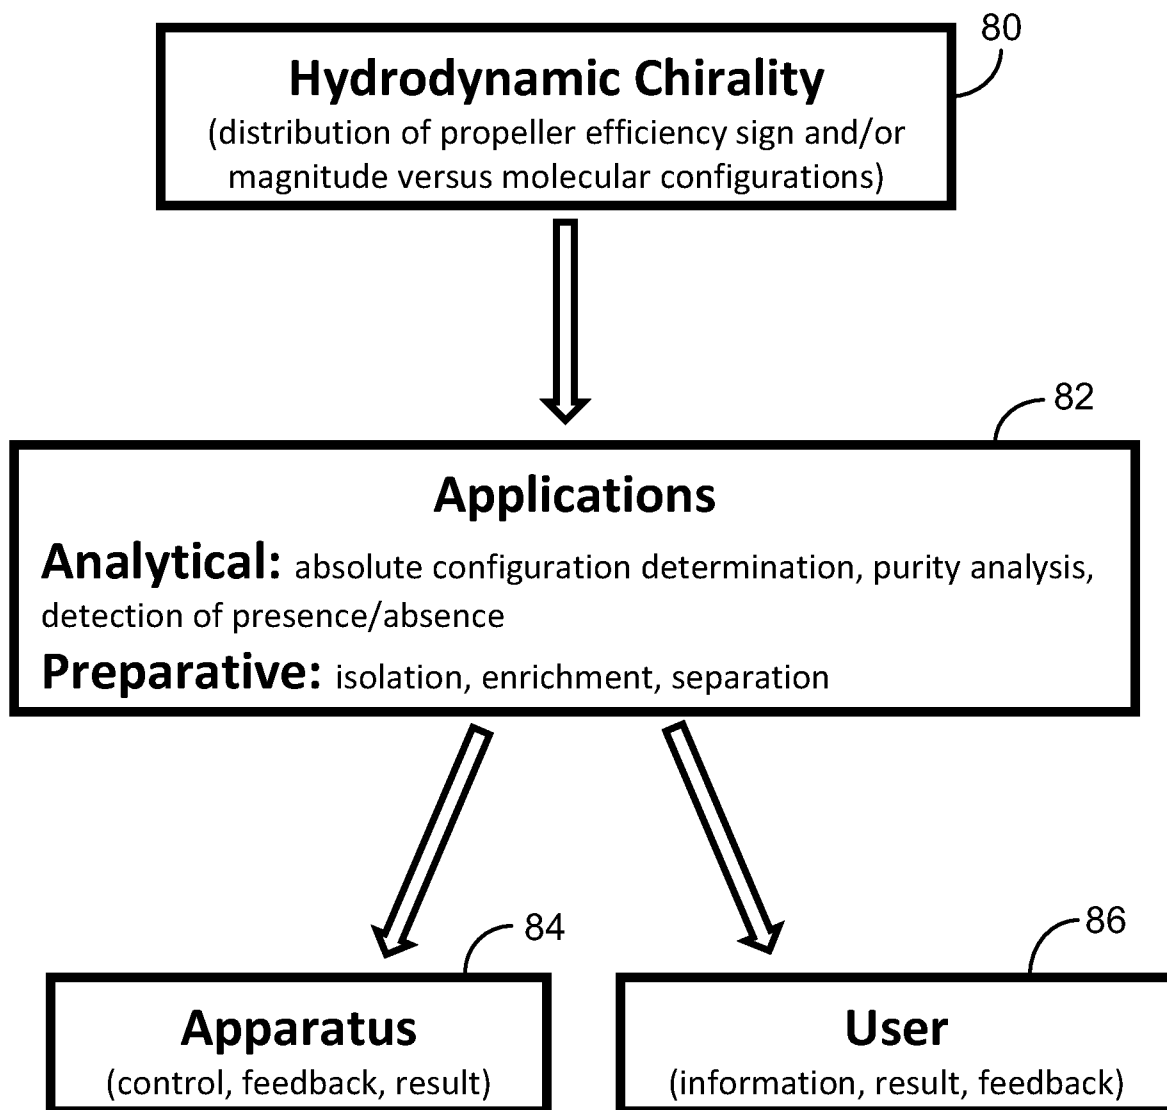 80
Hydrodynamic Chirality
(distribution of propeller efficiency sign and/or
magnitude versus molecular configurations)
82
Applications
Analytical: absolute configuration determination, purity analysis,
detection of presence/absence
Preparative: isolation, enrichment, separation
84
86
Apparatus
(control, feedback, result)
User
(information, result, feedback)